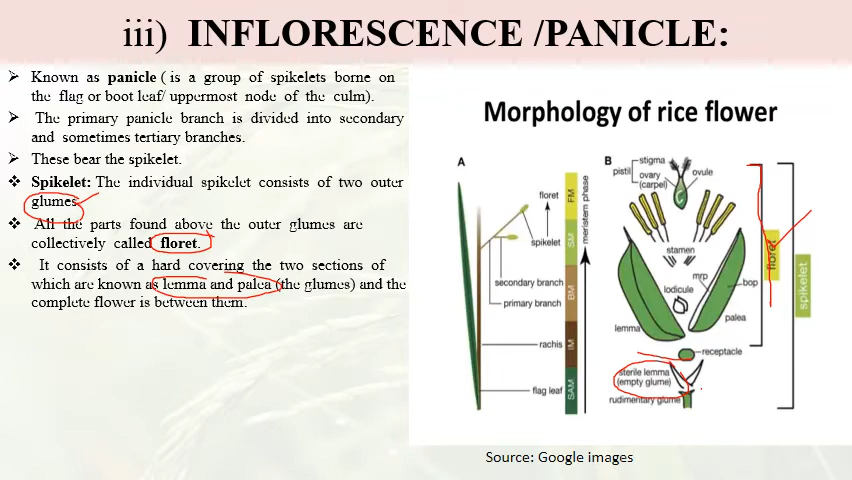 iii) INFLORESCENCE /PANICLE:
Known as panicle ( is a group of spikelets borne on
the flag or boot leaf/ uppermost node of the culm).
The primary panicle branch is divided into secondary
and sometimes tertiary branches.
These bear the spikelet.
Spikelet: The individual spikelet consists of two outer
glumes
All the parts found above the outer glumes are
collectively called floret.
It consists of a hard covering the two sections of
which are known as lemma and palea (the glumes) and the
complete flower is between them.
Morphology of rice flower
A
floret
spikelet
secondary branch
primary branch
rachis
flag leaf
FM
SM
BM
IM
SAM
meristem phase
B
stigma
pistil
ovary
(carpel)
ovule
stamen
mrp
lodicule
bop
palea
lemma
receptacle
sterile lemma
(empty glume)
rudimentary glume
floret
spikelet
Source: Google images